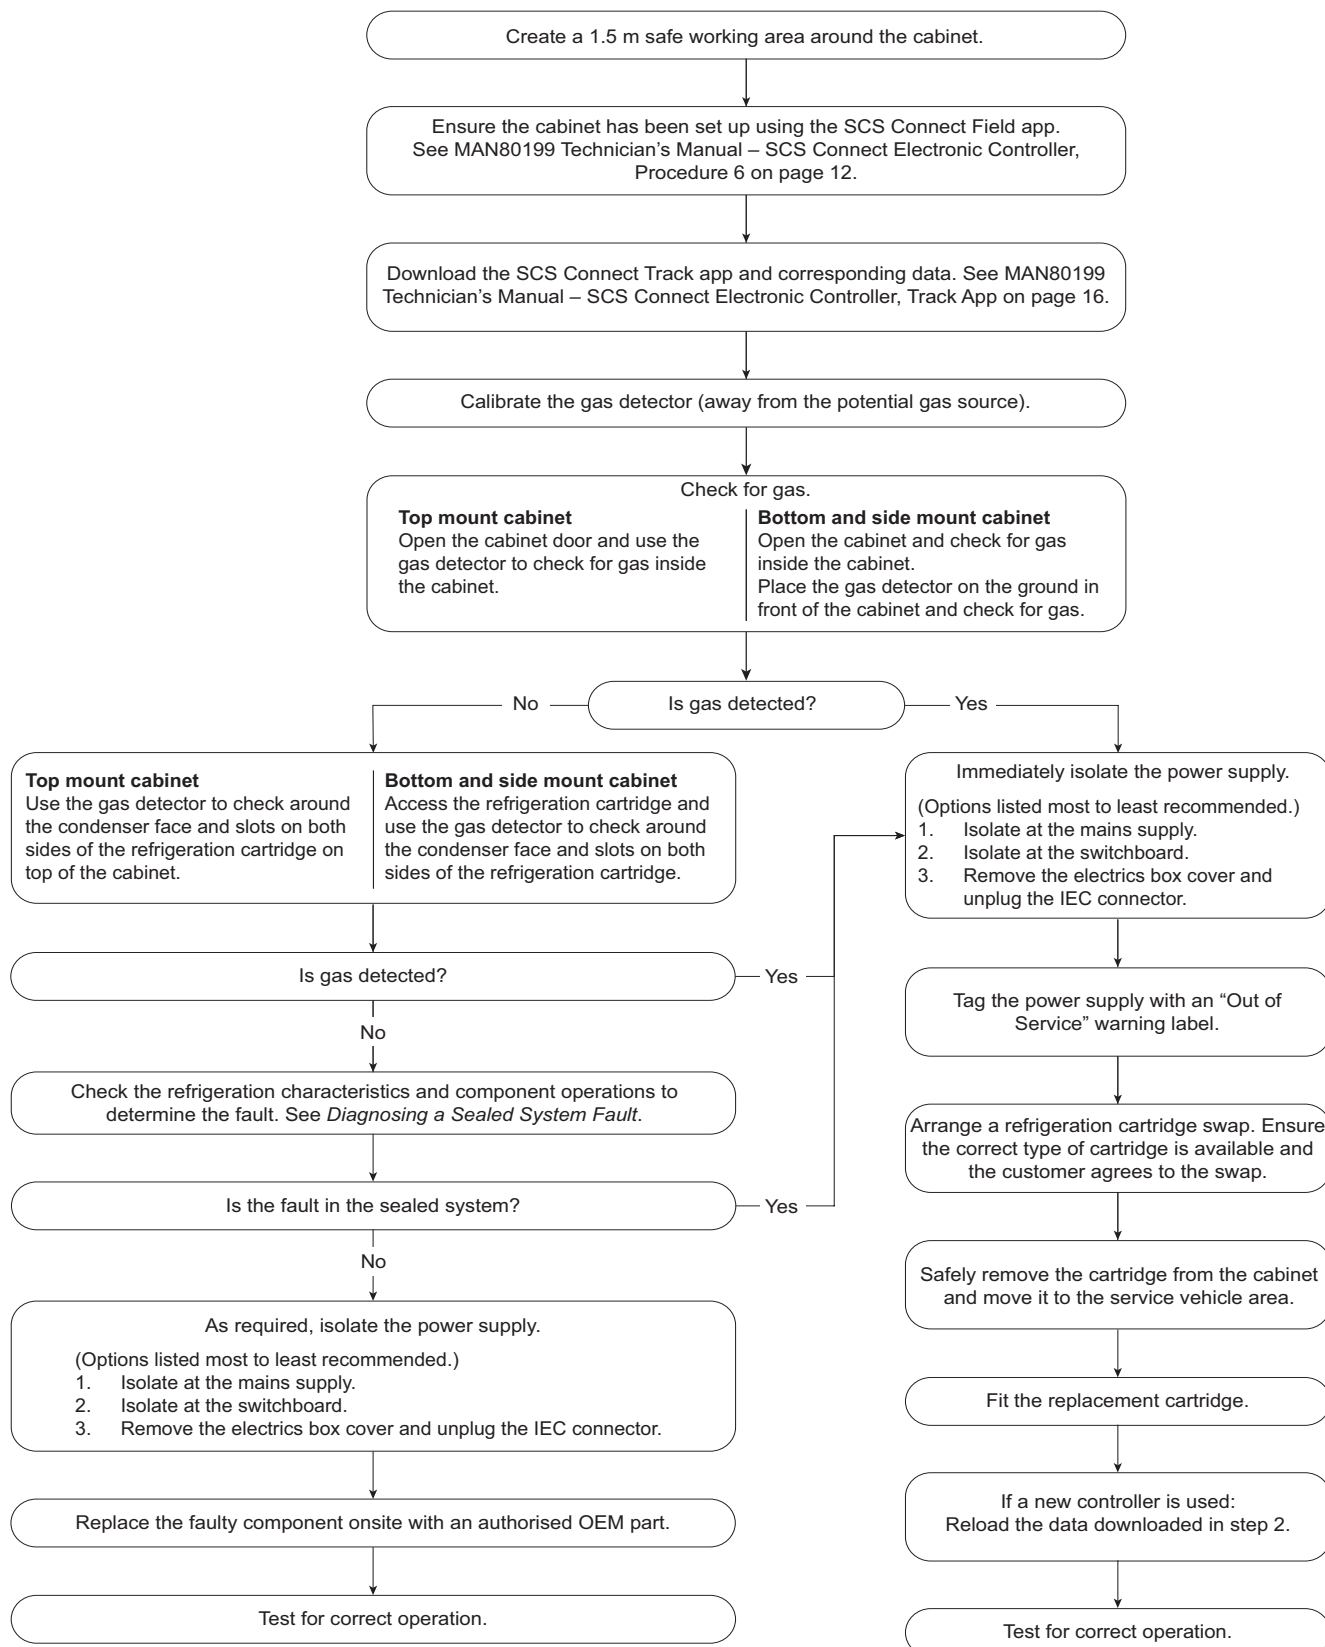 Create a 1.5 m safe working area around the cabinet.
Ensure the cabinet has been set up using the SCS Connect Field app.
See MAN80199 Technician's Manual – SCS Connect Electronic Controller,
Procedure 6 on page 12.
Download the SCS Connect Track app and corresponding data. See MAN80199
Technician's Manual – SCS Connect Electronic Controller, Track App on page 16.
Calibrate the gas detector (away from the potential gas source).
Check for gas.
Top mount cabinet
Open the cabinet door and use the
gas detector to check for gas inside
the cabinet.
Bottom and side mount cabinet
Open the cabinet and check for gas
inside the cabinet.
Place the gas detector on the ground in
front of the cabinet and check for gas.
Is gas detected?
No
Yes
Top mount cabinet
Use the gas detector to check around
the condenser face and slots on both
sides of the refrigeration cartridge on
top of the cabinet.
Bottom and side mount cabinet
Access the refrigeration cartridge and
use the gas detector to check around
the condenser face and slots on both
sides of the refrigeration cartridge.
Is gas detected?
Yes
No
Check the refrigeration characteristics and component operations to
determine the fault. See Diagnosing a Sealed System Fault.
Is the fault in the sealed system?
Yes
No
As required, isolate the power supply.
(Options listed most to least recommended.)
1. Isolate at the mains supply.
2. Isolate at the switchboard.
3. Remove the electrics box cover and unplug the IEC connector.
Replace the faulty component onsite with an authorised OEM part.
Test for correct operation.
Immediately isolate the power supply.
(Options listed most to least recommended.)
1. Isolate at the mains supply.
2. Isolate at the switchboard.
3. Remove the electrics box cover and
unplug the IEC connector.
Tag the power supply with an “Out of
Service” warning label.
Arrange a refrigeration cartridge swap. Ensure
the correct type of cartridge is available and
the customer agrees to the swap.
Safely remove the cartridge from the cabinet
and move it to the service vehicle area.
Fit the replacement cartridge.
If a new controller is used:
Reload the data downloaded in step 2.
Test for correct operation.